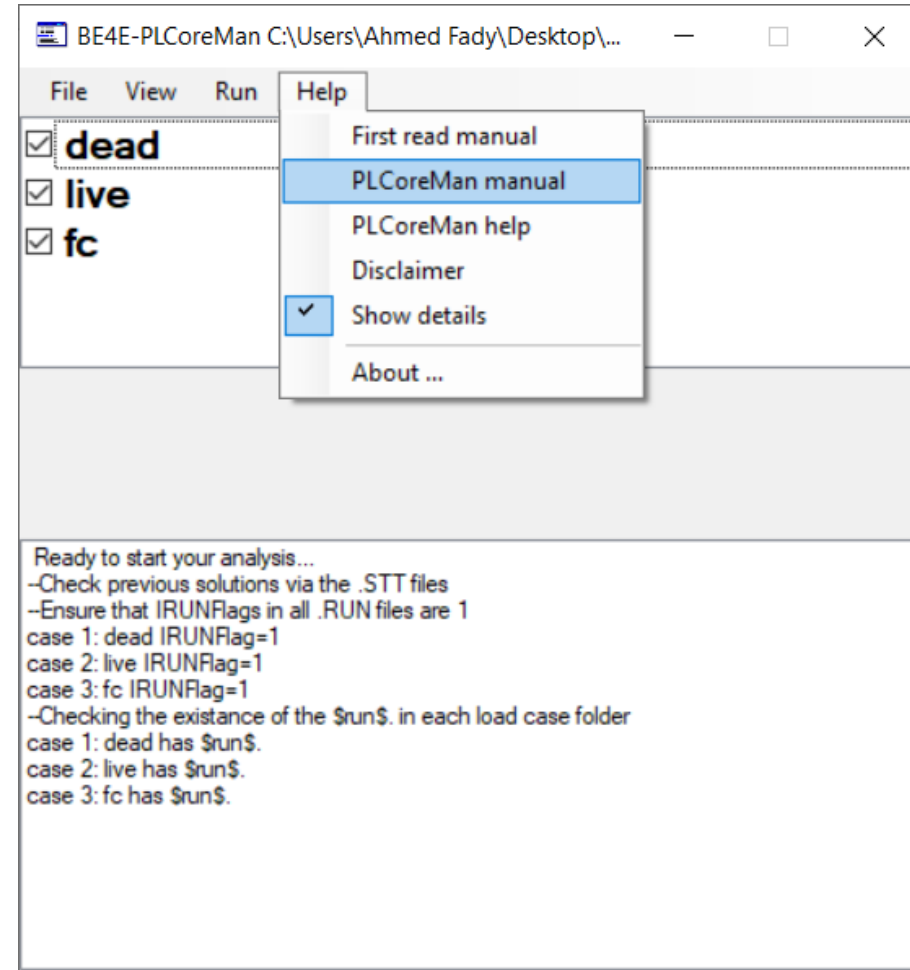 BE4E-PLCoreMan C:\Users\Ahmed Fady\Desktop\...
File View Run Help
dead
live
fc
First read manual
PLCoreMan manual
PLCoreMan help
Disclaimer
Show details
About ...
Ready to start your analysis...
--Check previous solutions via the .STT files
--Ensure that IRUNFlags in all .RUN files are 1
case 1: dead IRUNFlag=1
case 2: live IRUNFlag=1
case 3: fc IRUNFlag=1
--Checking the existance of the $run$. in each load case folder
case 1: dead has $run$.
case 2: live has $run$.
case 3: fc has $run$.